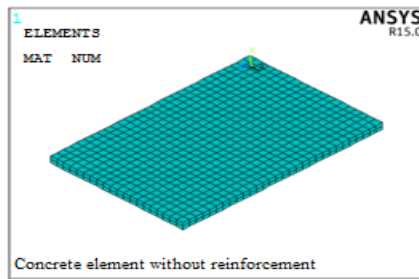 1
ANSYS
R15.0
ELEMENTS
MAT NUM
Concrete element without reinforcement